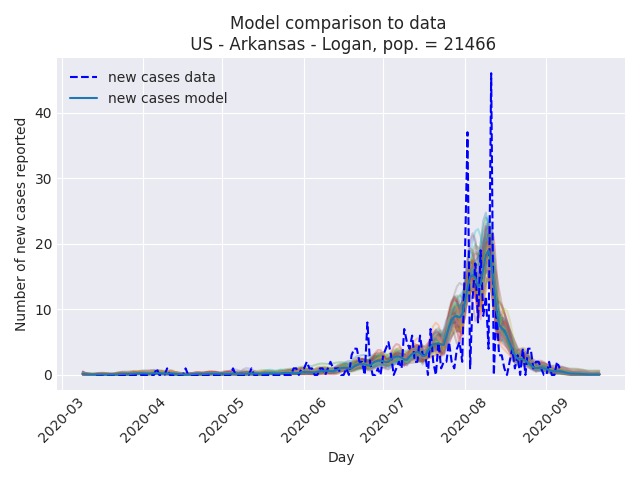 Model comparison to data
US - Arkansas - Logan, pop. = 21466
new cases data
new cases model
Number of new cases reported
40
30
20
10
0
2020-03
2020-04
2020-05
2020-06
2020-07
2020-08
2020-09
Day